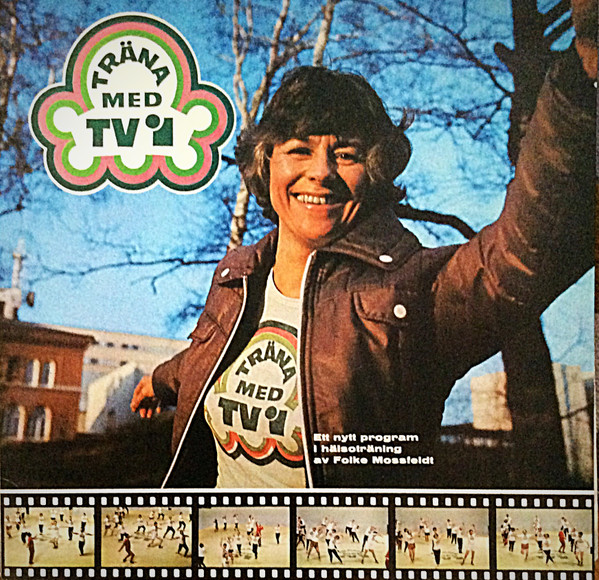 TRÄNA
MED
TV1
TRÄNA
MED
TV1
Ett nytt program
i hälsoträning
av Folke Mossfeldt